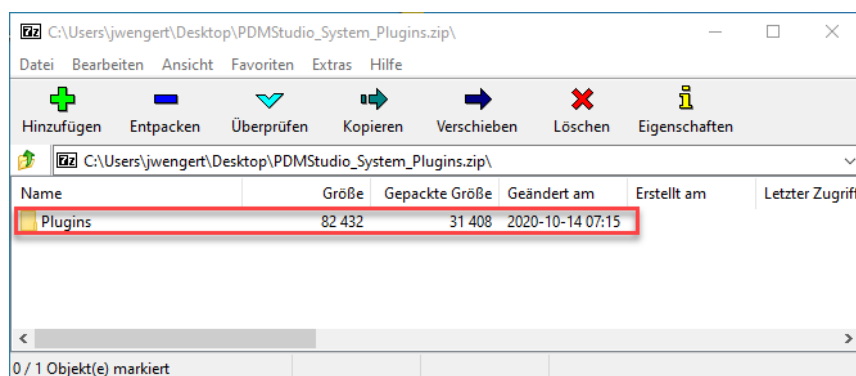 C:\Users\jwengert\Desktop\PDMStudio_System_Plugins.zip\
Datei Bearbeiten Ansicht Favoriten Extras Hilfe
Hinzufügen Entpacken Überprüfen Kopieren Verschieben Löschen Eigenschaften
C:\Users\jwengert\Desktop\PDMStudio_System_Plugins.zip\
Name Größe Gepackte Größe Geändert am Erstellt am Letzter Zugriff
Plugins 82 432 31 408 2020-10-14 07:15
0 / 1 Objekt(e) markiert